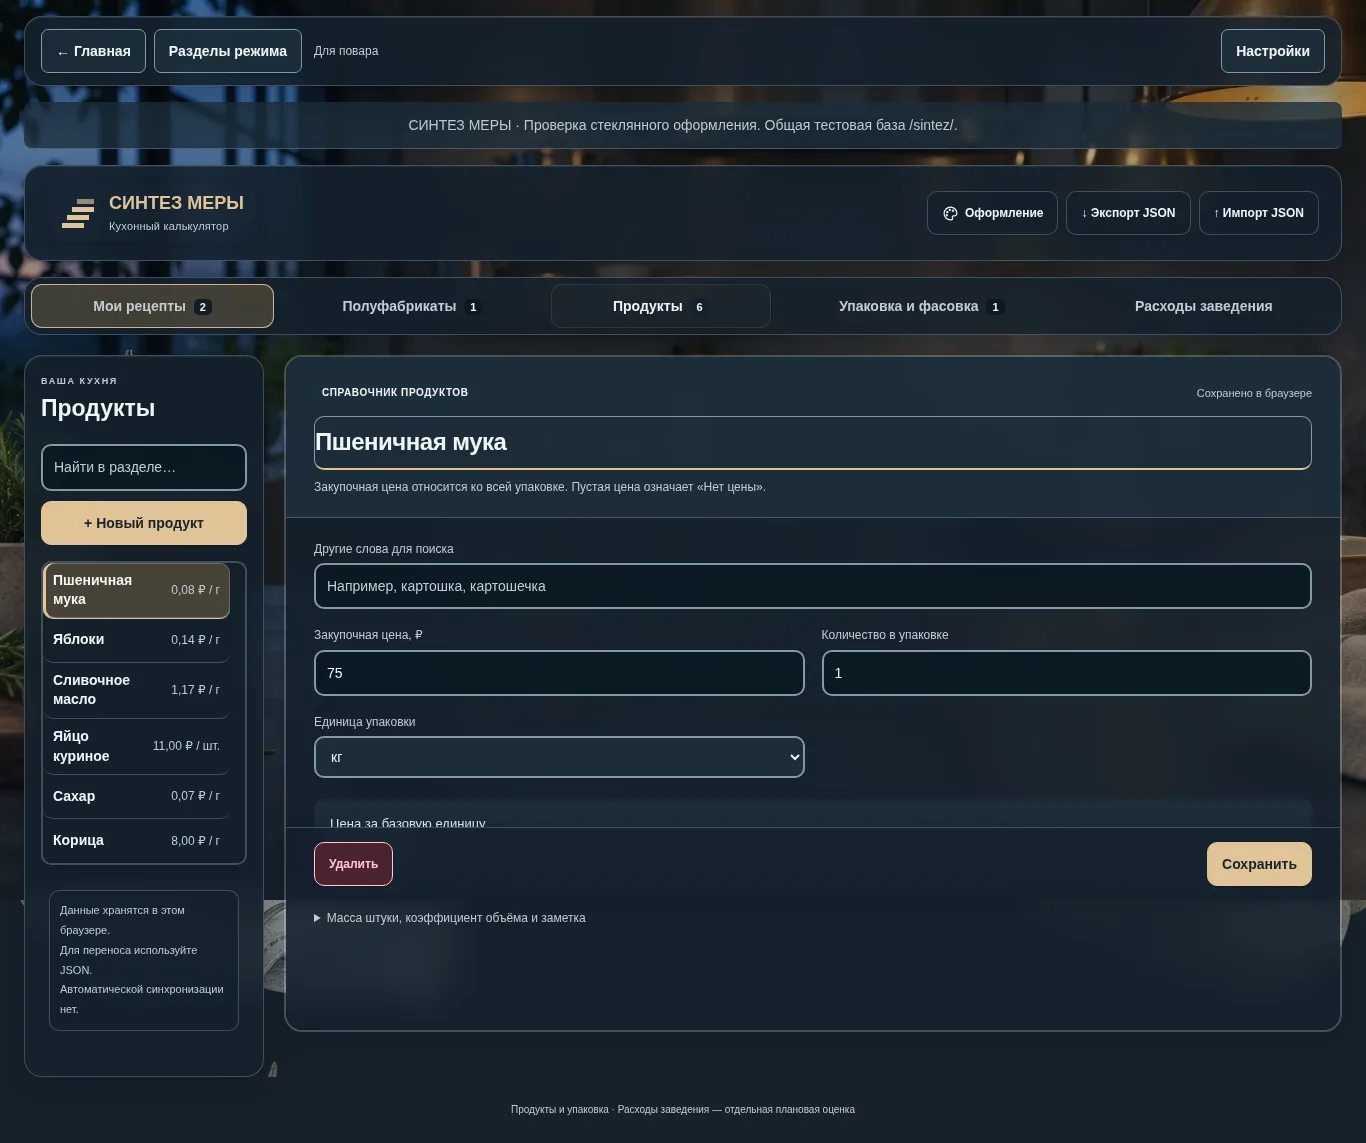 ← Главная
Разделы режима
Для повара
Настройки
СИНТЕЗ МЕРЫ · Проверка стеклянного оформления. Общая тестовая база /sintez/.
СИНТЕЗ МЕРЫ
Кухонный калькулятор
Оформление
↓ Экспорт JSON
↑ Импорт JSON
Мои рецепты 2
Полуфабрикаты 1
Продукты 6
Упаковка и фасовка 1
Расходы заведения
ВАША КУХНЯ
Продукты
Найти в разделе…
+ Новый продукт
Пшеничная
мука
0,08 ₽ / г
Яблоки
0,14 ₽ / г
Сливочное
масло
1,17 ₽ / г
Яйцо
куриное
11,00 ₽ / шт.
Сахар
0,07 ₽ / г
Корица
8,00 ₽ / г
Данные хранятся в этом
браузере.
Для переноса используйте
JSON.
Автоматической синхронизации
нет.
СПРАВОЧНИК ПРОДУКТОВ
Сохранено в браузере
Пшеничная мука
Закупочная цена относится ко всей упаковке. Пустая цена означает «Нет цены».
Другие слова для поиска
Например, картошка, картошечка
Закупочная цена, ₽
Количество в упаковке
75
1
Единица упаковки
кг
Цена за базовую единицу
Удалить
Сохранить
▶ Масса штуки, коэффициент объёма и заметка
Продукты и упаковка · Расходы заведения — отдельная плановая оценка